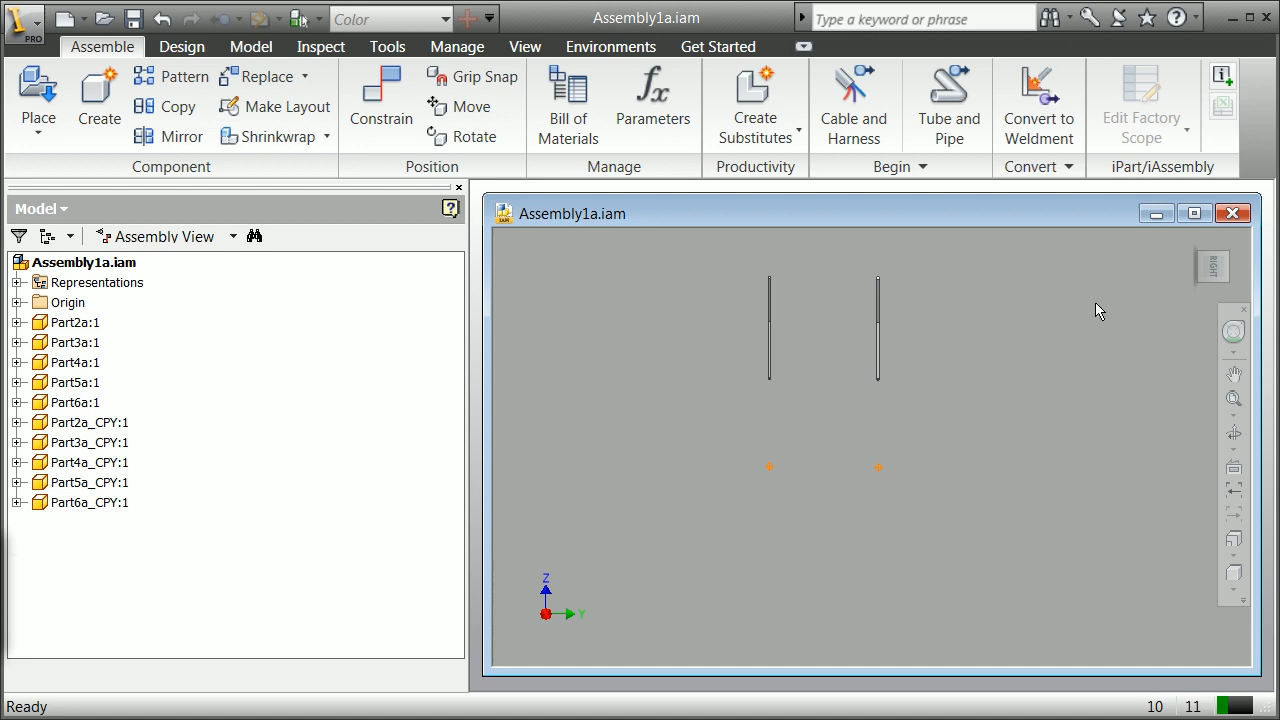 PRO
Color
Assembly1a.iam
Type a keyword or phrase
Assemble Design Model Inspect Tools Manage View Environments Get Started
Place
Create
Pattern
Copy
Mirror
Replace
Make Layout
Shrinkwrap
Component
Constrain
Grip Snap
Move
Rotate
Position
Bill of
Materials
fx
Parameters
Manage
Create
Substitutes
Productivity
Cable and
Harness
Tube and
Pipe
Begin
Convert to
Weldment
Convert
Edit Factory
Scope
iPart/iAssembly
Model
Assembly View
Assembly1a.iam
Representations
Origin
Part2a:1
Part3a:1
Part4a:1
Part5a:1
Part6a:1
Part2a_CPY:1
Part3a_CPY:1
Part4a_CPY:1
Part5a_CPY:1
Part6a_CPY:1
IAM
Assembly1a.iam
RIGHT
Z
Y
Ready
10 11